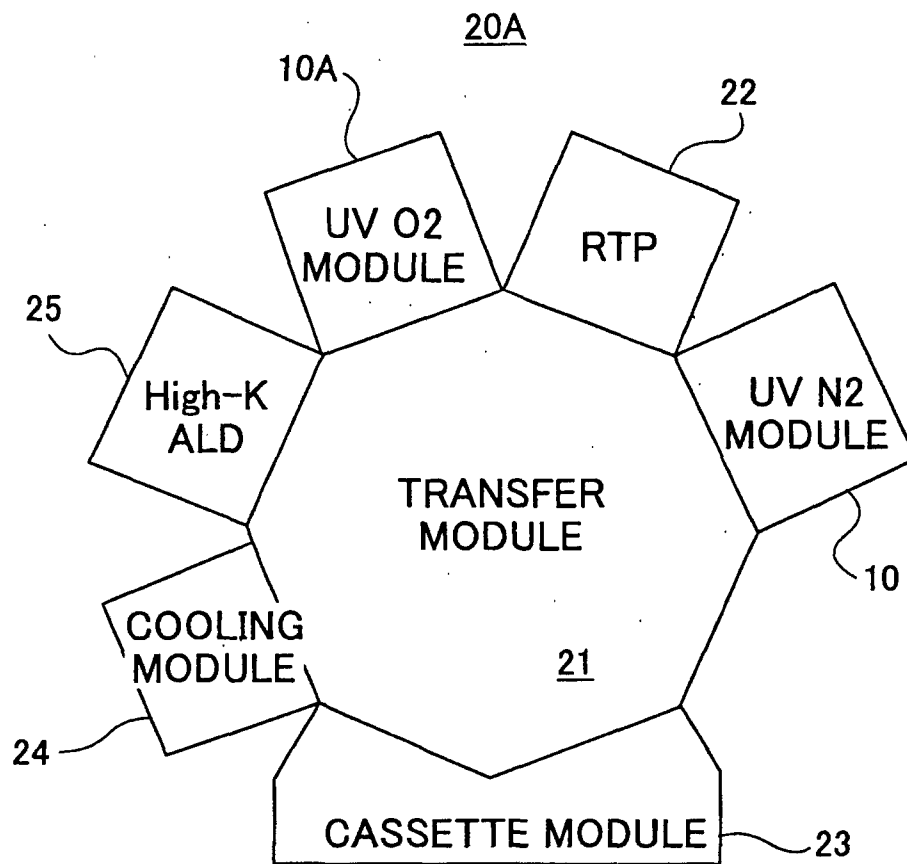 20A
10A
22
UV O2
MODULE
RTP
25
High-K
ALD
UV N2
MODULE
TRANSFER
MODULE
10
COOLING
MODULE
21
24
CASSETTE MODULE
23